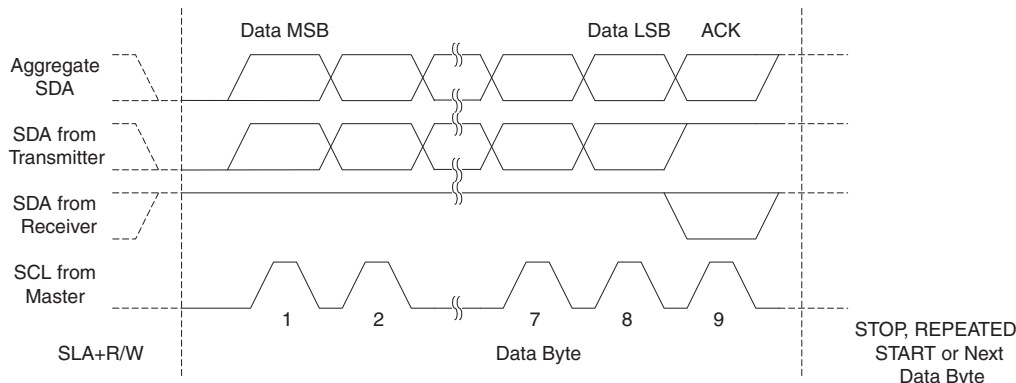 Data MSB
Data LSB
ACK
Aggregate
SDA
SDA from
Transmitter
SDA from
Receiver
SCL from
Master
1
2
7
8
9
SLA+R/W
Data Byte
STOP, REPEATED
START or Next
Data Byte